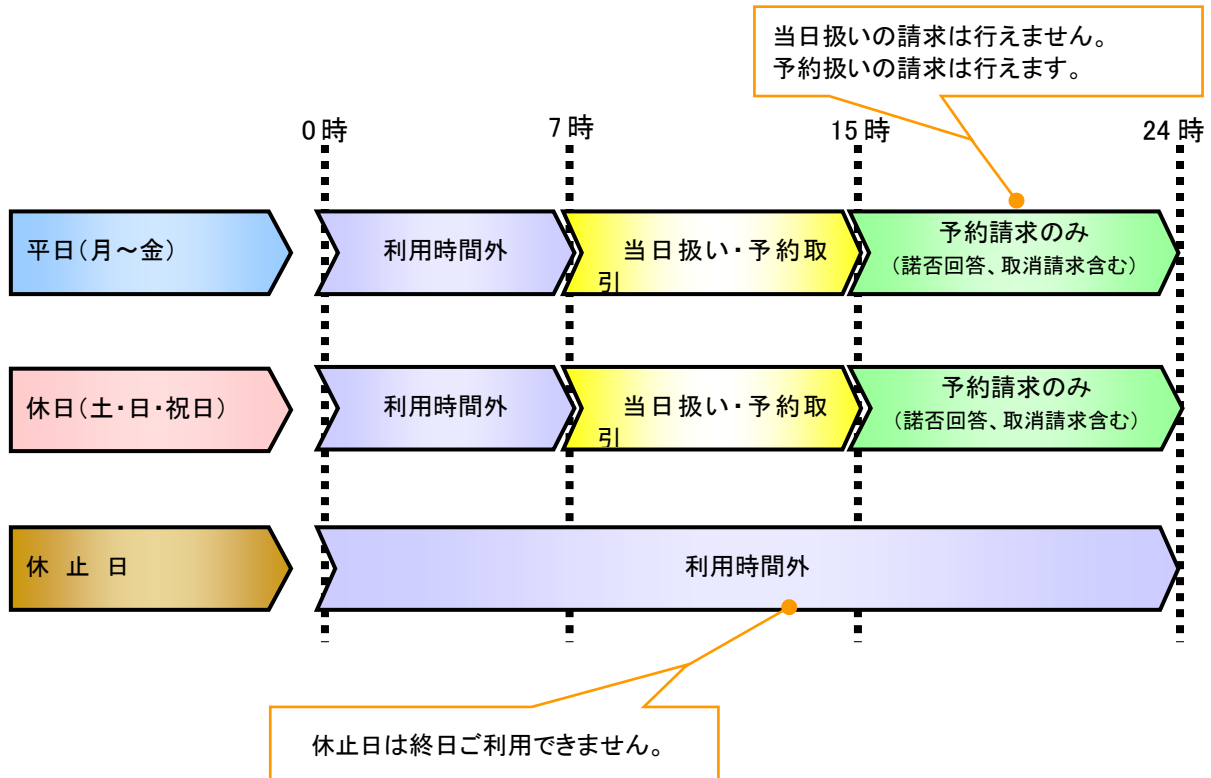 当日扱いの請求は行えません。
予約扱いの請求は行えます。
0時 7時 15時 24時
平日(月~金)
利用時間外
当日扱い・予約取
引
予約請求のみ
(諾否回答、取消請求含む)
休日(土・日・祝日)
利用時間外
当日扱い・予約取
引
予約請求のみ
(諾否回答、取消請求含む)
休 止 日
利用時間外
休止日は終日ご利用できません。